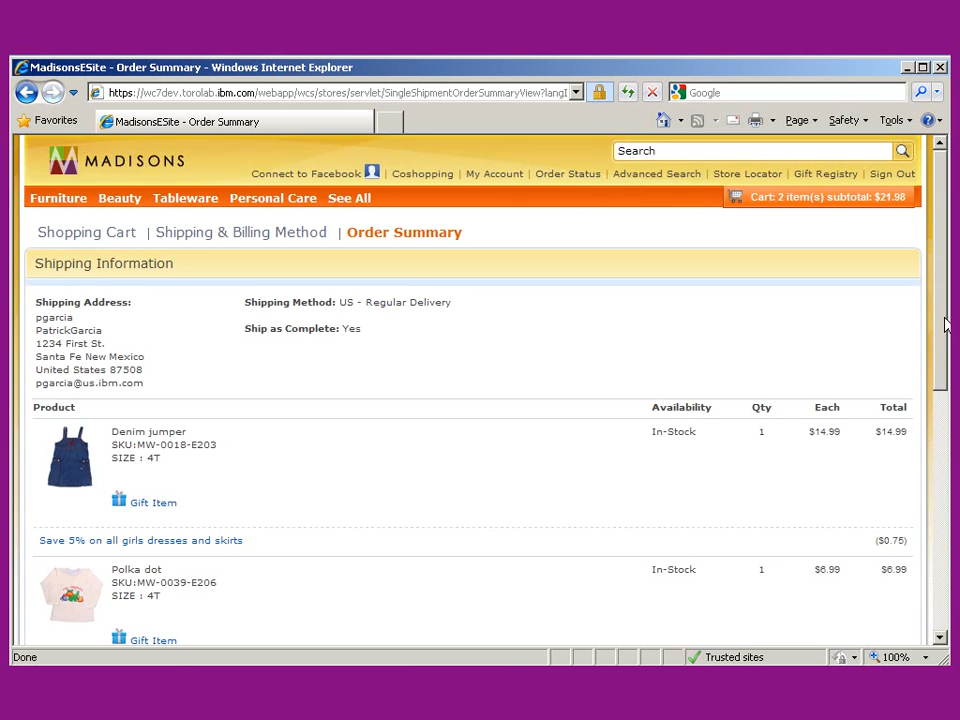 MadisonsESite - Order Summary - Windows Internet Explorer
https://wc7dev.torolab.ibm.com/webapp/wcs/stores/servlet/SingleShipmentOrderSummaryView?langI
Google
Favorites
MadisonsESite - Order Summary
Page
Safety
Tools
MADISONS
Search
Connect to Facebook | Coshopping | My Account | Order Status | Advanced Search | Store Locator | Gift Registry | Sign Out
Furniture Beauty Tableware Personal Care See All
Cart: 2 item(s) subtotal: $21.98
Shopping Cart | Shipping & Billing Method | Order Summary
Shipping Information
Shipping Address:
pgarcia
PatrickGarcia
1234 First St.
Santa Fe New Mexico
United States 87508
pgarcia@us.ibm.com
Shipping Method: US - Regular Delivery
Ship as Complete: Yes
Product Availability Qty Each Total
Denim jumper In-Stock 1 $14.99 $14.99
SKU:MW-0018-E203
SIZE : 4T
Gift Item
Save 5% on all girls dresses and skirts ($0.75)
Polka dot In-Stock 1 $6.99 $6.99
SKU:MW-0039-E206
SIZE : 4T
Gift Item
Done
Trusted sites
100%